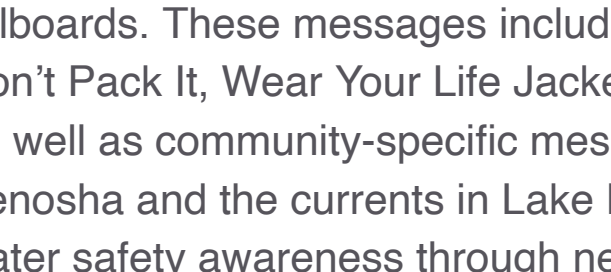 lboards. These messages includ
on't Pack It, Wear Your Life Jacke
well as community-specific mes
enosha and the currents in Lake
ater safety awareness through ne